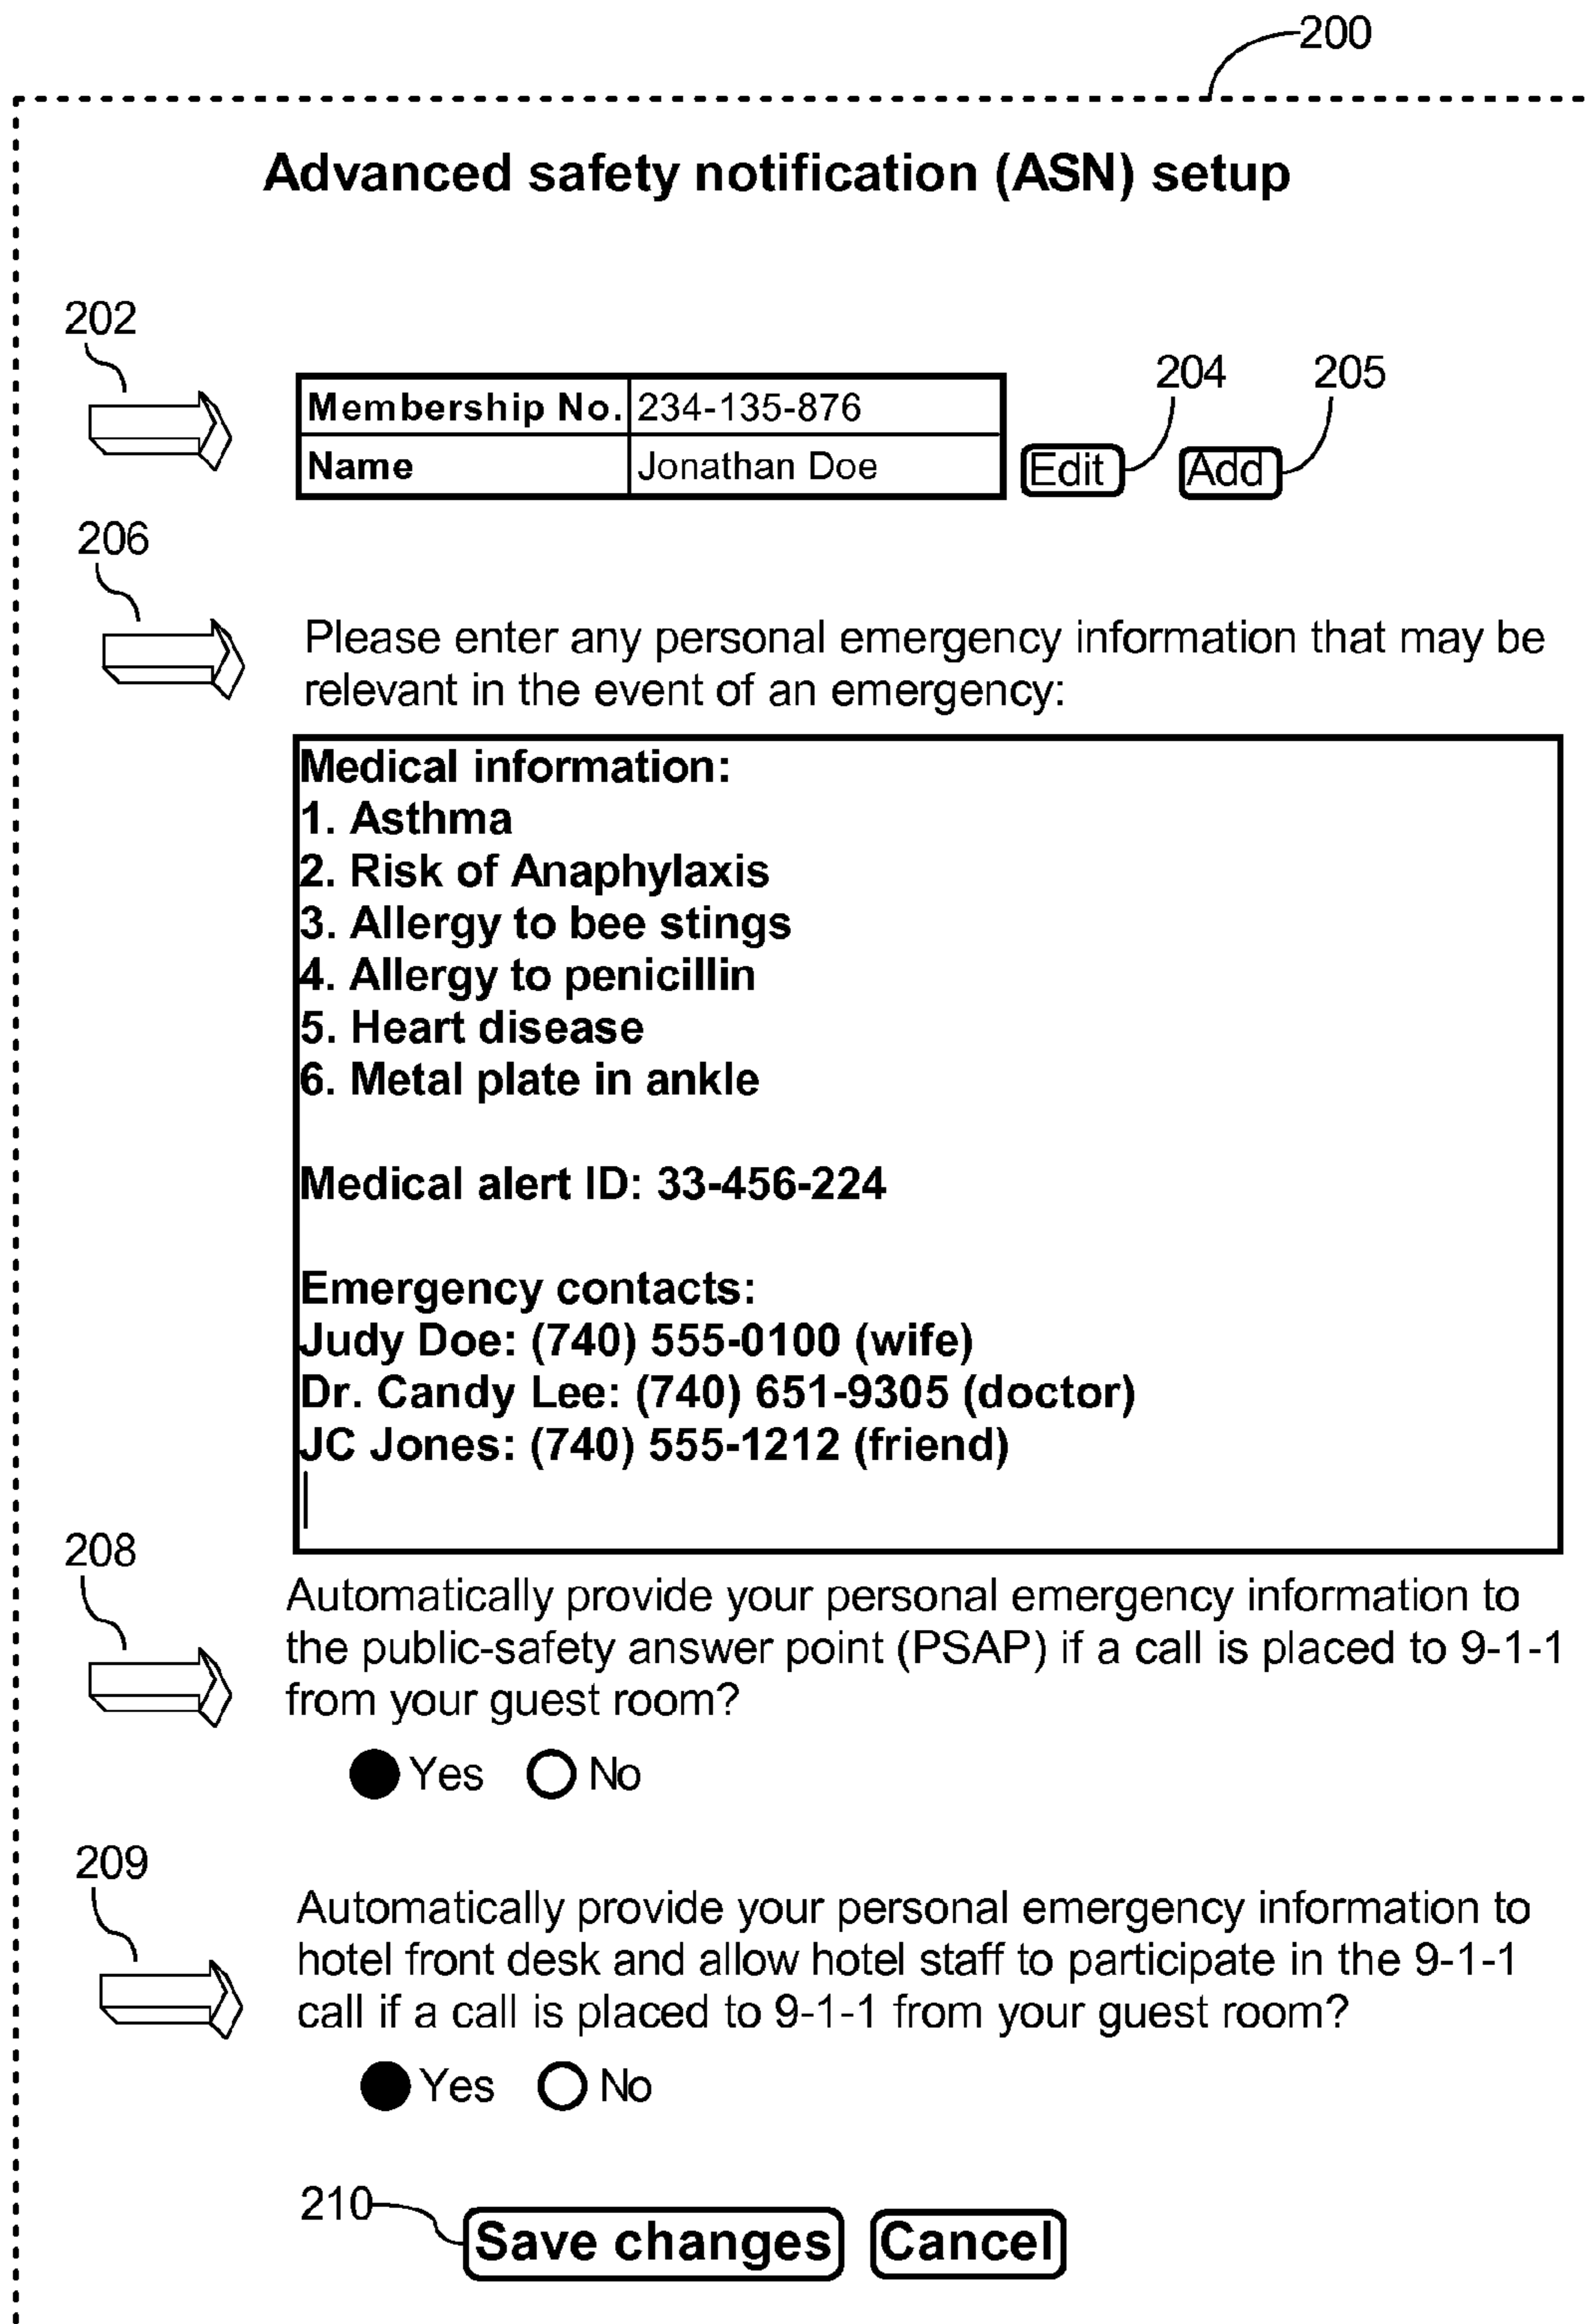 200
Advanced safety notification (ASN) setup
202
204
205
Membership No. 234-135-876
Name Jonathan Doe
Edit
Add
206
Please enter any personal emergency information that may be
relevant in the event of an emergency:
Medical information:
1. Asthma
2. Risk of Anaphylaxis
3. Allergy to bee stings
4. Allergy to penicillin
5. Heart disease
6. Metal plate in ankle
Medical alert ID: 33-456-224
Emergency contacts:
Judy Doe: (740) 555-0100 (wife)
Dr. Candy Lee: (740) 651-9305 (doctor)
JC Jones: (740) 555-1212 (friend)
208
Automatically provide your personal emergency information to
the public-safety answer point (PSAP) if a call is placed to 9-1-1
from your guest room?
Yes No
209
Automatically provide your personal emergency information to
hotel front desk and allow hotel staff to participate in the 9-1-1
call if a call is placed to 9-1-1 from your guest room?
Yes No
210
Save changes Cancel